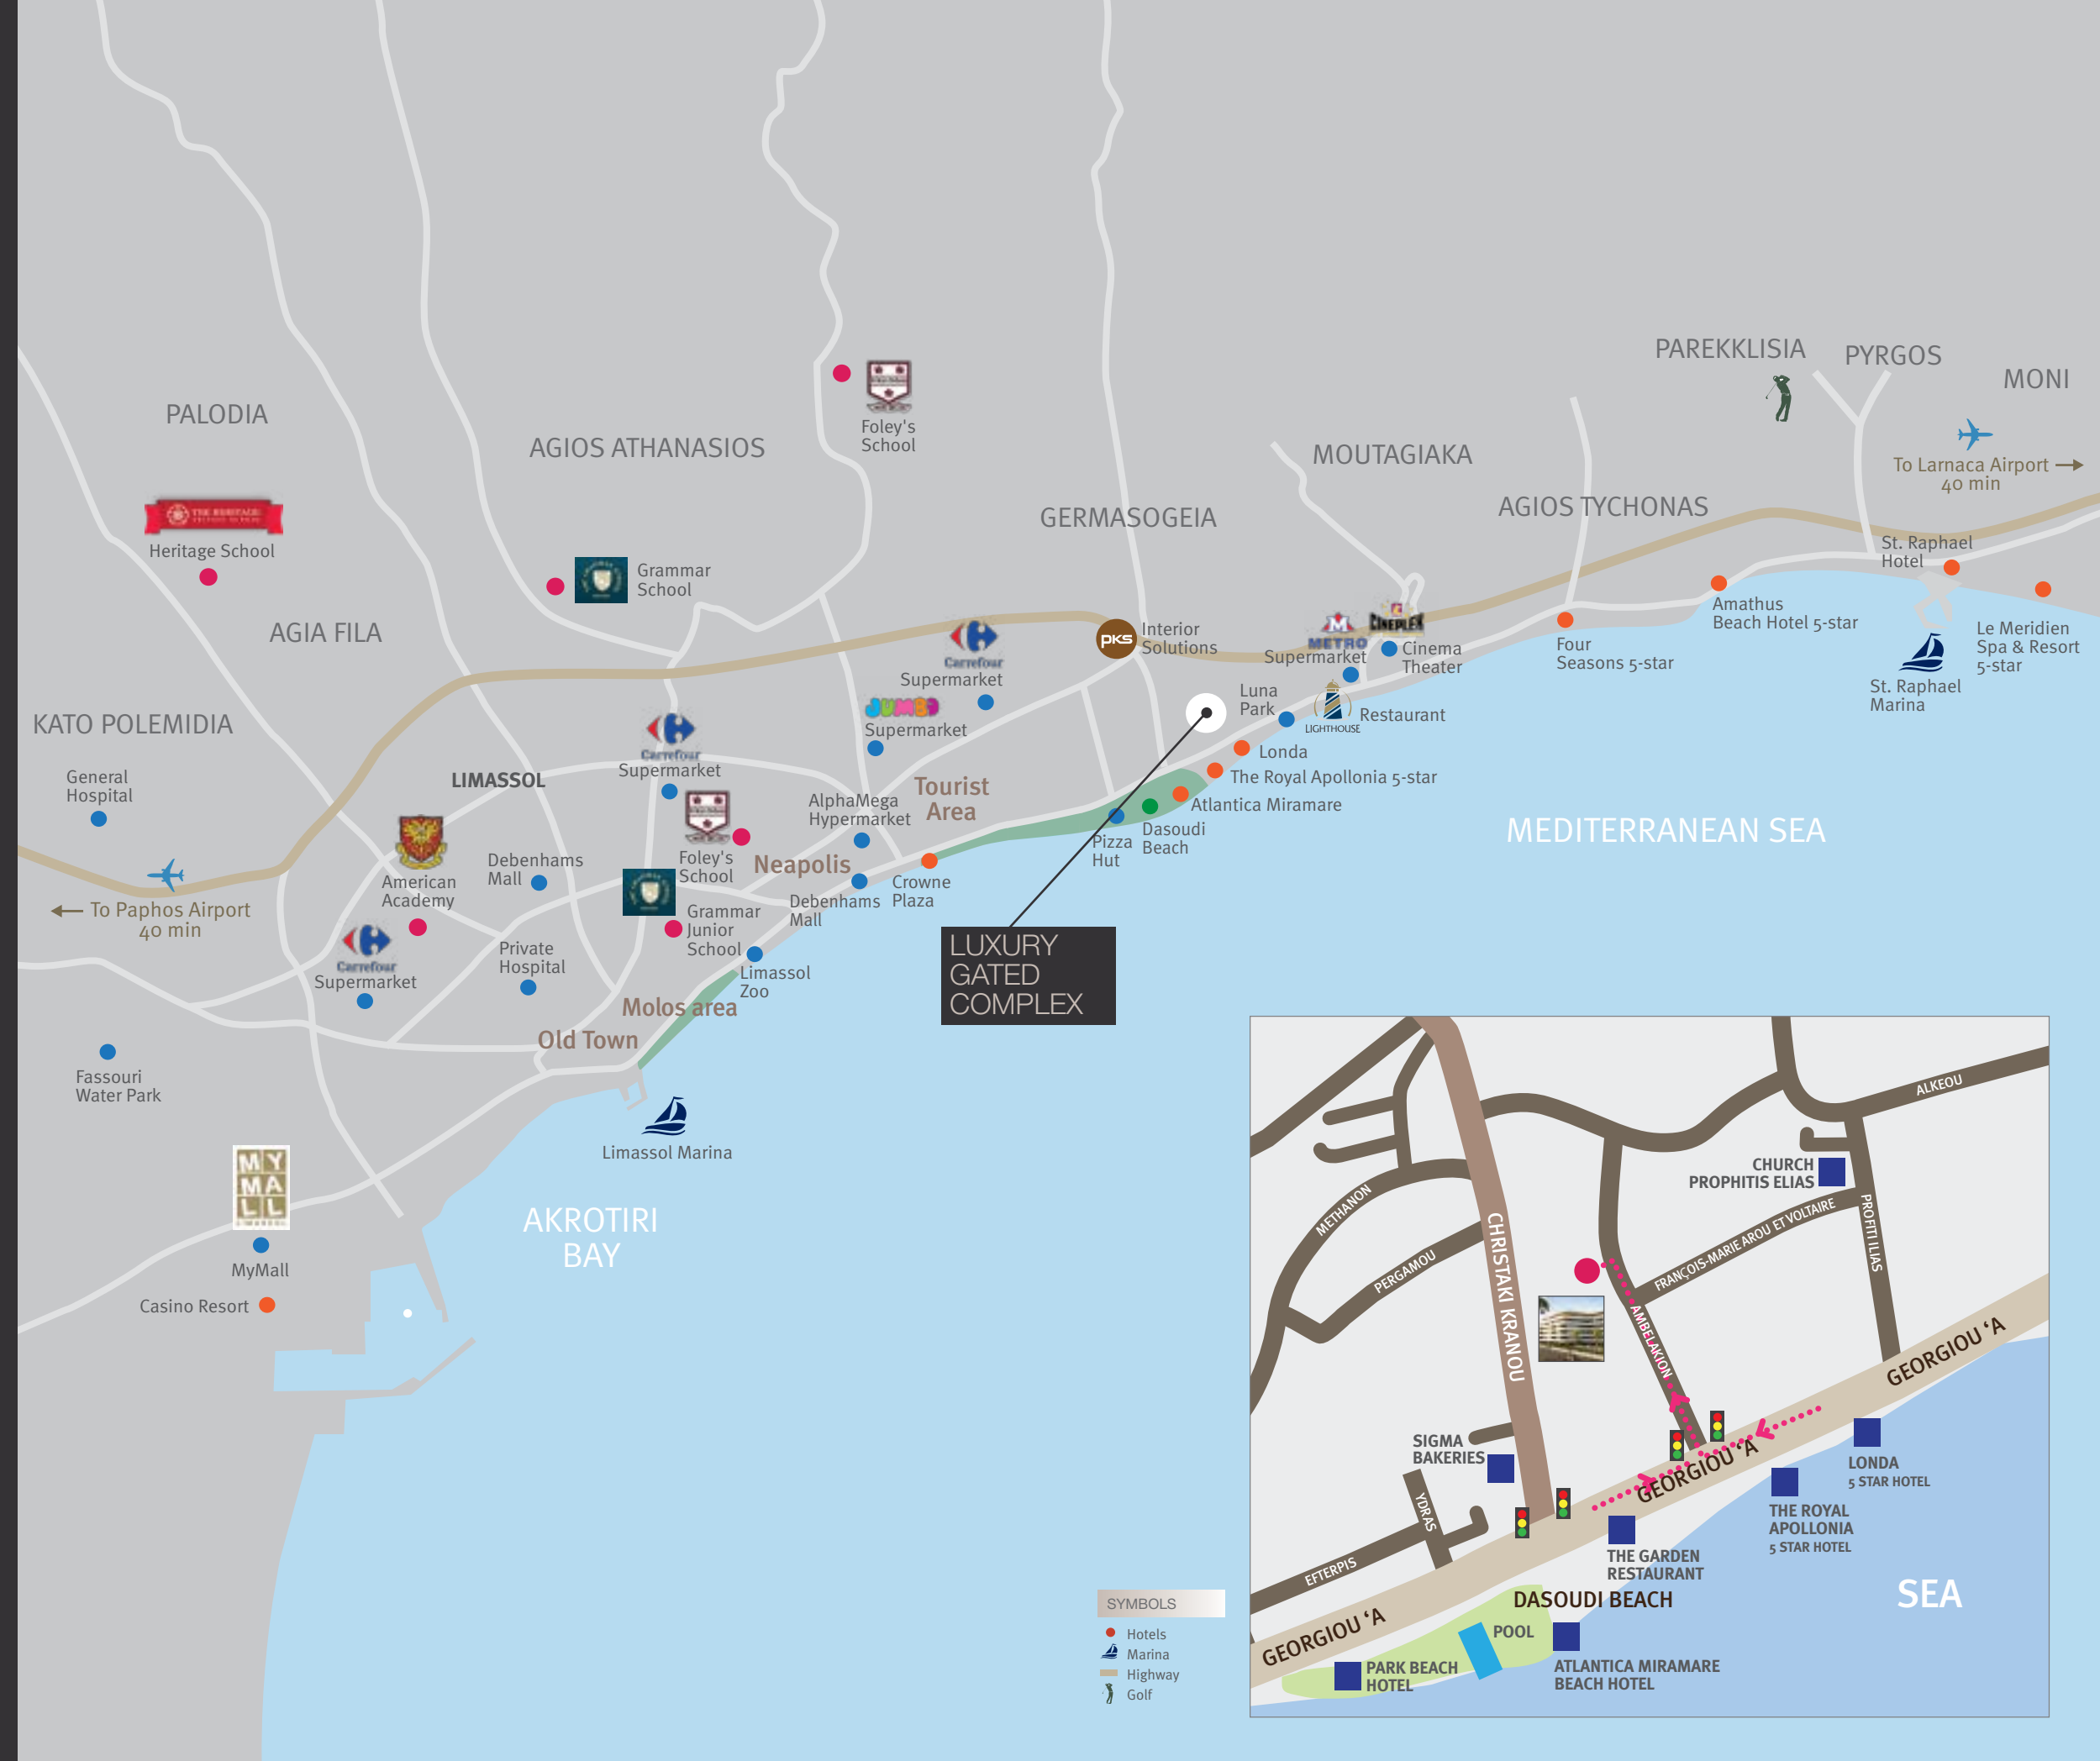 PAREKKLISIA
PYRGOS
MONI
PALODIA
AGIOS ATHANASIOS
Foley's
School
MOUTAGIAKA
To Larnaca Airport
40 min
THE HERITAGE
Heritage School
GERMASOGEIA
AGIOS TYCHONAS
St. Raphael
Hotel
Grammar
School
AGIA FILA
Carrefour
Supermarket
pks
Interior
Solutions
METRO
Supermarket
CINEPLEX
Cinema
Theater
Four
Seasons 5-star
Amathus
Beach Hotel 5-star
Le Meridien
Spa & Resort
5-star
St. Raphael
Marina
KATO POLEMIDIA
JUMBO
Supermarket
Luna
Park
LIGHTHOUSE
Restaurant
Carrefour
Supermarket
Londa
General
Hospital
LIMASSOL
The Royal Apollonia 5-star
Tourist
Area
AlphaMega
Hypermarket
Atlantica Miramare
MEDITERRANEAN SEA
Pizza
Hut
Dasoudi
Beach
American
Academy
Debenhams
Mall
Foley's
School
Neapolis
Crowne
Plaza
Debenhams
Mall
To Paphos Airport
40 min
Grammar
Junior
School
Carrefour
Supermarket
Private
Hospital
Limassol
Zoo
LUXURY
GATED
COMPLEX
Molos area
Old Town
Fassouri
Water Park
Limassol Marina
MY
MA
LL
MyMall
AKROTIRI
BAY
Casino Resort
ALKEOU
CHURCH
PROPHITIS ELIAS
METHANON
PERGAMOU
CHRISTAKI KRANOU
FRANÇOIS-MARIE AROU ET VOLTAIRE
PROFITI ILIAS
AMBELAKION
GEORGIOU ‘A
SIGMA
BAKERIES
GEORGIOU ‘A
LONDA
5 STAR HOTEL
YDRAS
THE ROYAL
APOLLONIA
5 STAR HOTEL
EFTERPIS
THE GARDEN
RESTAURANT
DASOUDI BEACH
SEA
GEORGIOU ‘A
POOL
PARK BEACH
HOTEL
ATLANTICA MIRAMARE
BEACH HOTEL
SYMBOLS
Hotels
Marina
Highway
Golf